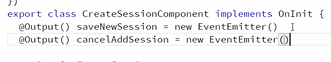 })
export class CreateSessionComponent implements OnInit {
@Output() saveNewSession = new EventEmitter()
@Output() cancelAddSession = new EventEmitter()